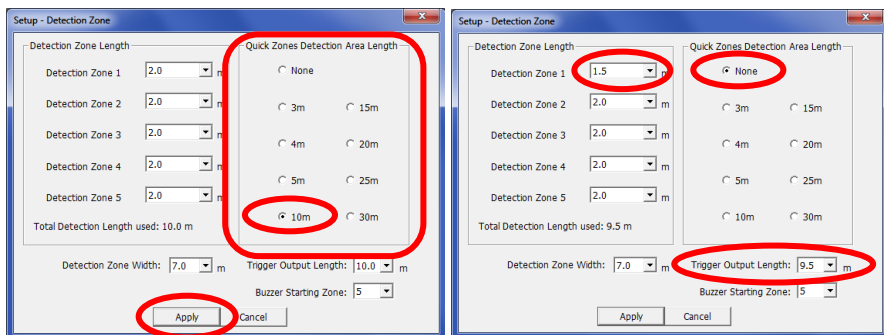 Setup - Detection Zone
Detection Zone Length
Detection Zone 1 2.0 m
Detection Zone 2 2.0 m
Detection Zone 3 2.0 m
Detection Zone 4 2.0 m
Detection Zone 5 2.0 m
Total Detection Length used: 10.0 m
Quick Zones Detection Area Length
None
3m 15m
4m 20m
5m 25m
10m 30m
Detection Zone Width: 7.0 m Trigger Output Length: 10.0 m
Buzzer Starting Zone: 5
Apply Cancel
Setup - Detection Zone
Detection Zone Length
Detection Zone 1 1.5 m
Detection Zone 2 2.0 m
Detection Zone 3 2.0 m
Detection Zone 4 2.0 m
Detection Zone 5 2.0 m
Total Detection Length used: 9.5 m
Quick Zones Detection Area Length
None
3m 15m
4m 20m
5m 25m
10m 30m
Detection Zone Width: 7.0 m Trigger Output Length: 9.5 m
Buzzer Starting Zone: 5
Apply Cancel